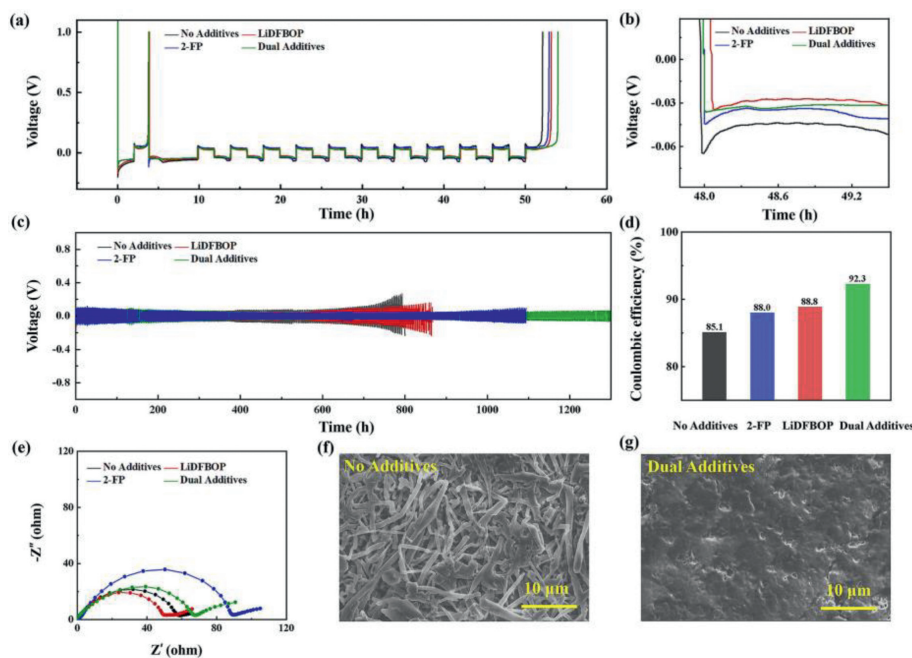 (a)
No Additives LiDFBOP
2-FP Dual Additives
Voltage (V)
1.0
0.5
0.0
0 10 20 30 40 50 60
Time (h)
(b)
No Additives LiDFBOP
2-FP Dual Additives
Voltage (V)
0.00
-0.03
-0.06
48.0 48.6 49.2
Time (h)
(c)
No Additives LiDFBOP
2-FP Dual Additives
Voltage (V)
0.8
0.4
0.0
-0.4
-0.8
0 200 400 600 800 1000 1200
Time (h)
(d)
Coulombic efficiency (%)
100
90
80
85.1 88.0 88.8 92.3
No Additives 2-FP LiDFBOP Dual Additives
(e)
No Additives LiDFBOP
2-FP Dual Additives
-Z" (ohm)
120
80
40
0
0 40 80 120
Z' (ohm)
(f)
No Additives
10 µm
(g)
Dual Additives
10 µm